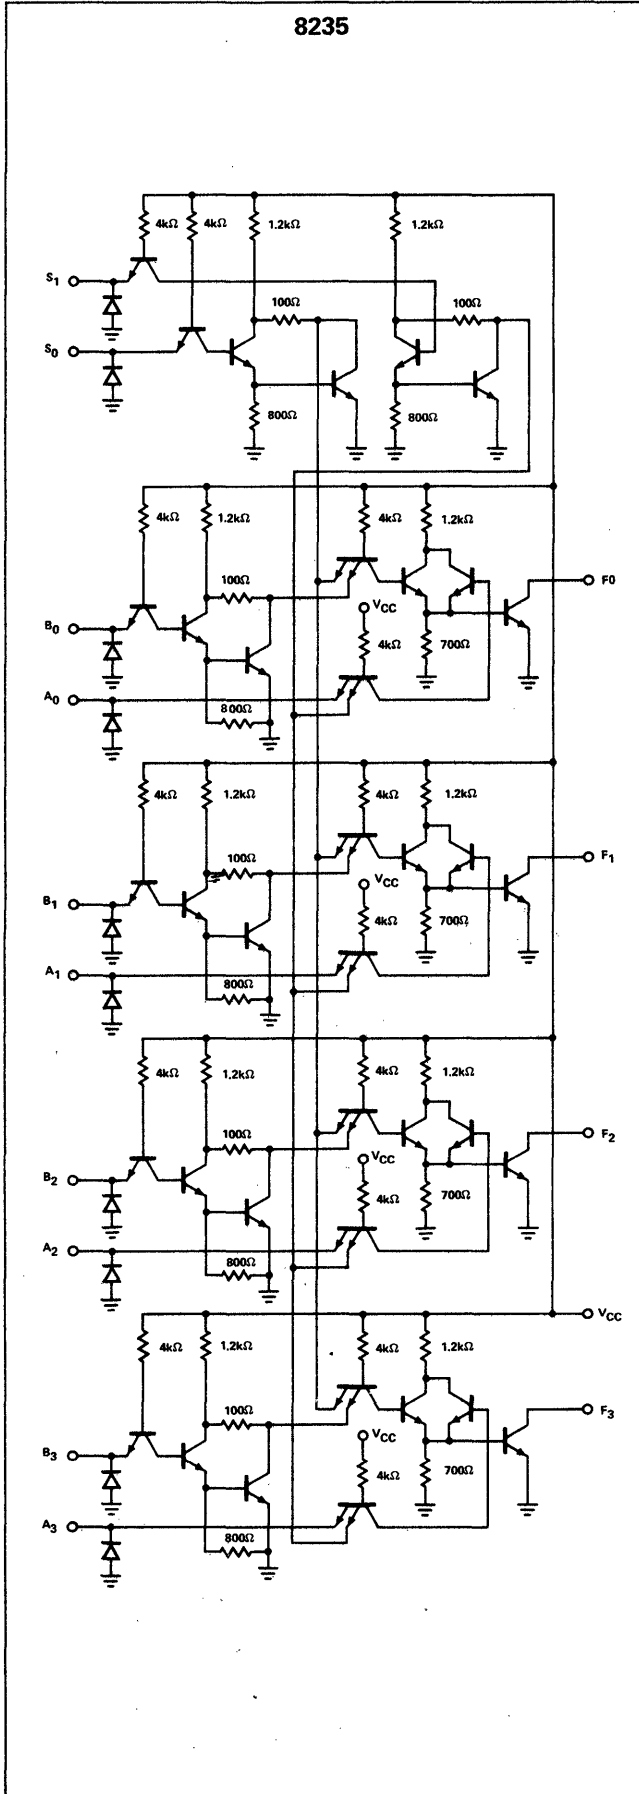 8235
4kΩ 4kΩ 1.2kΩ 1.2kΩ
S1
100Ω 100Ω
S0
800Ω 800Ω
4kΩ 1.2kΩ 4kΩ 1.2kΩ
100Ω F0
VCC
B0
4kΩ 700Ω
A0
800Ω
4kΩ 1.2kΩ 4kΩ 1.2kΩ
100Ω F1
VCC
B1
4kΩ 700Ω
A1
800Ω
4kΩ 1.2kΩ 4kΩ 1.2kΩ
100Ω F2
VCC
B2
4kΩ 700Ω
A2
800Ω
VCC
4kΩ 1.2kΩ 4kΩ 1.2kΩ
100Ω F3
VCC
B3
4kΩ 700Ω
A3
800Ω